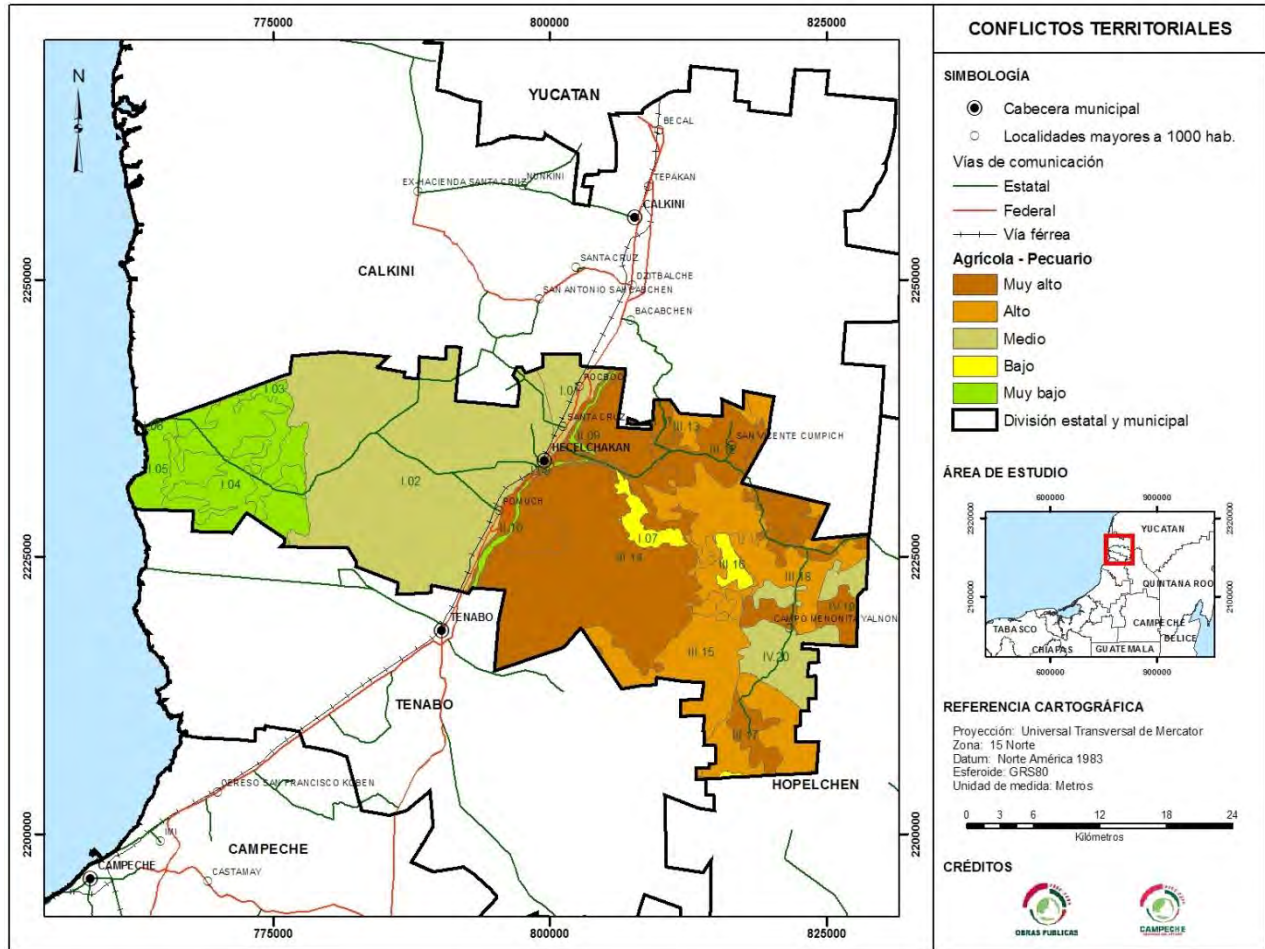 775000
800000
825000
CONFLICTOS TERRITORIALES
SIMBOLOGÍA
Cabecera municipal
Localidades mayores a 1000 hab.
Vías de comunicación
Estatal
Federal
Vía férrea
Agrícola - Pecuario
Muy alto
Alto
Medio
Bajo
Muy bajo
División estatal y municipal
ÁREA DE ESTUDIO
600000
900000
2320000
2320000
YUCATAN
QUINTANA ROO
2100000
2100000
CAMPECHE
TABASCO
BELICE
CHIAPAS
GUATEMALA
600000
900000
REFERENCIA CARTOGRÁFICA
Proyección: Universal Transversal de Mercator
Zona: 15 Norte
Datum: Norte América 1983
Esferoide: GRS80
Unidad de medida: Metros
0 3 6 12 18 24
Kilómetros
CRÉDITOS
OBRAS PUBLICAS
CAMPECHE
N
YUCATAN
BECAL
NUNKINI
TEPAKAN
EX-HACIENDA SANTA CRUZ
CALKINI
CALKINI
SANTA CRUZ
DZITBALCHE
SAN ANTONIO
BACABCHEN
2250000
2250000
I.03
I.0
POCBOC
SANTA CRUZ
III.13
II.09
III.12
SAN VICENTE CUMPICH
HECELCHAKAN
I.05
I.04
I.02
POMUCH
II.10
I.07
III.14
III.16
III.18
2225000
2225000
IV.19
CAMPO MENONITA YALNON
TENABO
III.15
IV.20
TENABO
III.17
HOPELCHEN
CERESO SAN FRANCISCO KOBEN
2200000
2200000
IMI
CAMPECHE
CAMPECHE
CASTAMAY
775000
800000
825000